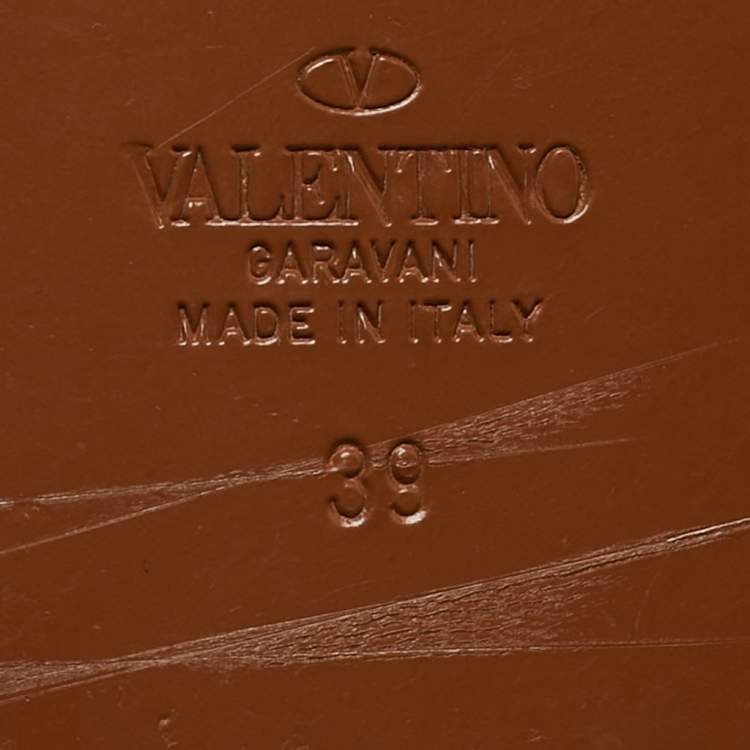 V
VALENTINO
GARAVANI
MADE IN ITALY
39